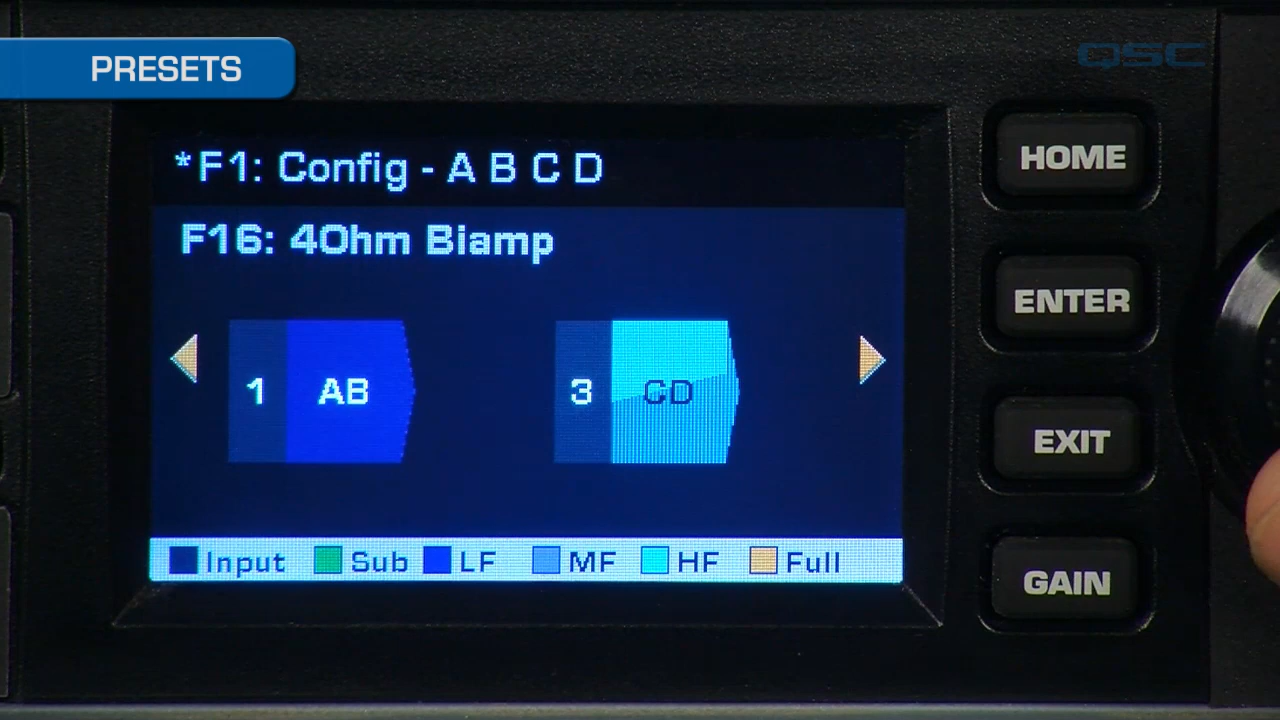 PRESETS
QSC
*F1: Config - A B C D
F16: 4Ohm Biamp
1 AB
3 CD
Input Sub LF MF HF Full
HOME
ENTER
EXIT
GAIN